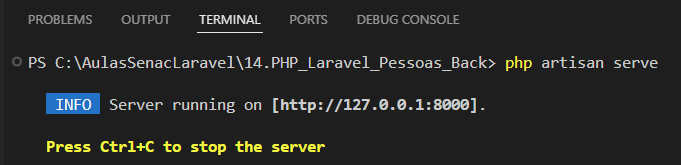 PROBLEMS OUTPUT TERMINAL PORTS DEBUG CONSOLE
PS C:\AulasSenacLaravel\14.PHP_Laravel_Pessoas_Back> php artisan serve
INFO Server running on [http://127.0.0.1:8000].
Press Ctrl+C to stop the server